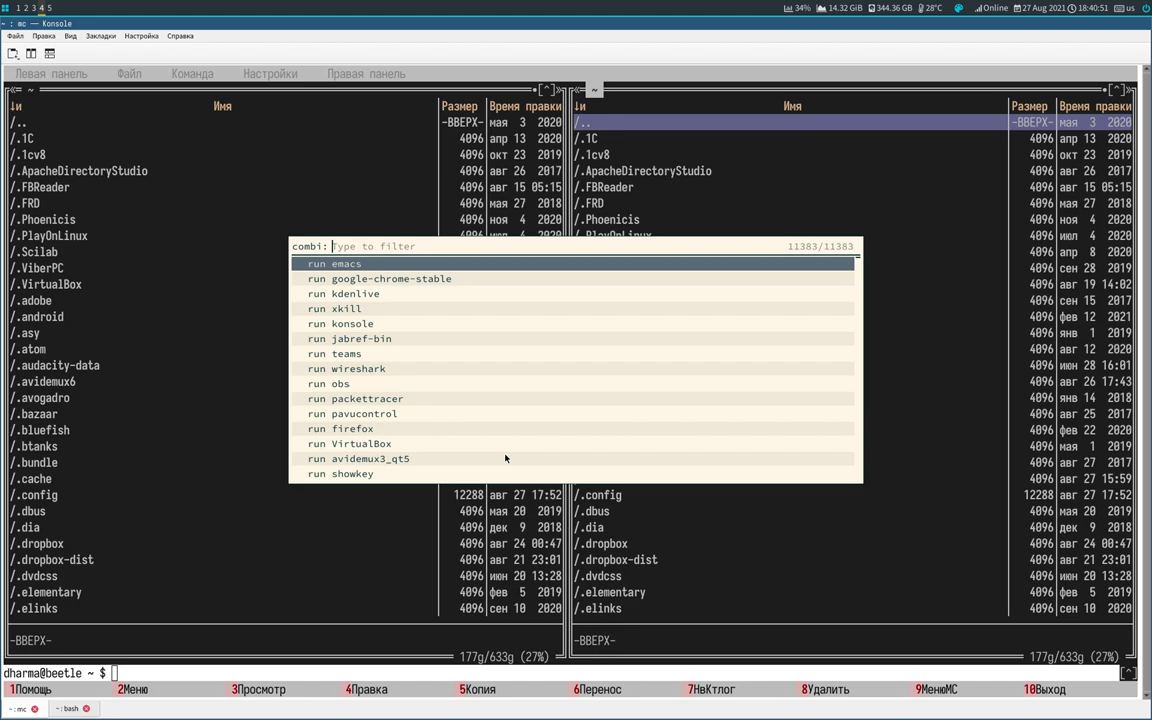 1 2 3 4 5 34% 14.32 GiB 344.36 GB 28°C Online 27 Aug 2021 18:40:51 us
~ : mc — Konsole
Файл Правка Вид Закладки Настройка Справка
Левая панель Файл Команда Настройки Правая панель
~ [^] ~ [^]
↓и Имя Размер Время правки ↓и Имя Размер Время правки
/.. -ВВЕРХ- мая 3 2020 /.. -ВВЕРХ- мая 3 2020
/.1C 4096 апр 13 2020 /.1C 4096 апр 13 2020
/.1cv8 4096 окт 23 2019 /.1cv8 4096 окт 23 2019
/.ApacheDirectoryStudio 4096 авг 26 2017 /.ApacheDirectoryStudio 4096 авг 26 2017
/.FBReader 4096 авг 15 05:15 /.FBReader 4096 авг 15 05:15
/.FRD 4096 мая 27 2018 /.FRD 4096 мая 27 2018
/.Phoenicis 4096 ноя 4 2020 /.Phoenicis 4096 ноя 4 2020
/.PlayOnLinux 4096 июл 4 2020 /.PlayOnLinux 4096 июл 4 2020
/.Scilab 4096 апр 8 2020
/.ViberPC 4096 сен 28 2019
/.VirtualBox 4096 авг 19 14:02
/.adobe 4096 сен 15 2017
/.android 4096 фев 12 2021
/.asy 4096 янв 1 2019
/.atom 4096 авг 12 2020
/.audacity-data 4096 июн 28 16:01
/.avidemux6 4096 авг 26 17:43
/.avogadro 4096 янв 14 2018
/.bazaar 4096 авг 25 2017
/.bluefish 4096 фев 22 2020
/.btanks 4096 мая 1 2019
/.bundle 4096 авг 27 2017
/.cache 4096 авг 27 15:59
combi: Type to filter 11383/11383
run emacs
run google-chrome-stable
run kdenlive
run xkill
run konsole
run jabref-bin
run teams
run wireshark
run obs
run packettracer
run pavucontrol
run firefox
run VirtualBox
run avidemux3_qt5
run showkey
/.config 12288 авг 27 17:52 /.config 12288 авг 27 17:52
/.dbus 4096 мая 20 2019 /.dbus 4096 мая 20 2019
/.dia 4096 дек 9 2018 /.dia 4096 дек 9 2018
/.dropbox 4096 авг 24 00:47 /.dropbox 4096 авг 24 00:47
/.dropbox-dist 4096 авг 21 23:01 /.dropbox-dist 4096 авг 21 23:01
/.dvdcss 4096 июн 20 13:28 /.dvdcss 4096 июн 20 13:28
/.elementary 4096 фев 5 2019 /.elementary 4096 фев 5 2019
/.elinks 4096 сен 10 2020 /.elinks 4096 сен 10 2020
-ВВЕРХ- -ВВЕРХ-
177g/633g (27%) 177g/633g (27%)
dharma@beetle ~ $ [^]
1Помощь 2Меню 3Просмотр 4Правка 5Копия 6Перенос 7НвКтлог 8Удалить 9МенюМС 10Выход
~ : mc ~ : bash